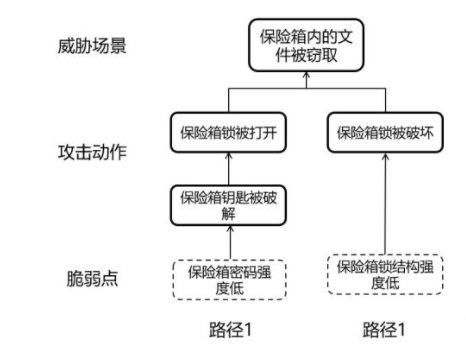 威胁场景
保险箱内的文
件被窃取
攻击动作
保险箱锁被打开
保险箱锁被破坏
保险箱钥匙被破
解
脆弱点
保险箱密码强
度低
保险箱锁结构强
度低
路径1
路径1